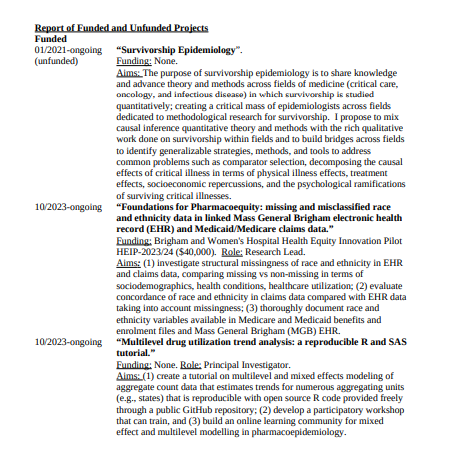 Report of Funded and Unfunded Projects
Funded
01/2021-ongoing “Survivorship Epidemiology”.
(unfunded) Funding: None.
Aims: The purpose of survivorship epidemiology is to share knowledge
and advance theory and methods across fields of medicine (critical care,
oncology, and infectious disease) in which survivorship is studied
quantitatively; creating a critical mass of epidemiologists across fields
dedicated to methodological research for survivorship. I propose to mix
causal inference quantitative theory and methods with the rich qualitative
work done on survivorship within fields and to build bridges across fields
to identify generalizable strategies, methods, and tools to address
common problems such as comparator selection, decomposing the causal
effects of critical illness in terms of physical illness effects, treatment
effects, socioeconomic repercussions, and the psychological ramifications
of surviving critical illnesses.
10/2023-ongoing “Foundations for Pharmacoequity: missing and misclassified race
and ethnicity data in linked Mass General Brigham electronic health
record (EHR) and Medicaid/Medicare claims data.”
Funding: Brigham and Women's Hospital Health Equity Innovation Pilot
HEIP-2023/24 ($40,000). Role: Research Lead.
Aims: (1) investigate structural missingness of race and ethnicity in EHR
and claims data, comparing missing vs non-missing in terms of
sociodemographics, health conditions, healthcare utilization; (2) evaluate
concordance of race and ethnicity in claims data compared with EHR data
taking into account missingness; (3) thoroughly document race and
ethnicity variables available in Medicare and Medicaid benefits and
enrolment files and Mass General Brigham (MGB) EHR.
10/2023-ongoing “Multilevel drug utilization trend analysis: a reproducible R and SAS
tutorial.”
Funding: None. Role: Principal Investigator.
Aims: (1) create a tutorial on multilevel and mixed effects modeling of
aggregate count data that estimates trends for numerous aggregating units
(e.g., states) that is reproducible with open source R code provided freely
through a public GitHub repository; (2) develop a participatory workshop
that can train, and (3) build an online learning community for mixed
effect and multilevel modelling in pharmacoepidemiology.